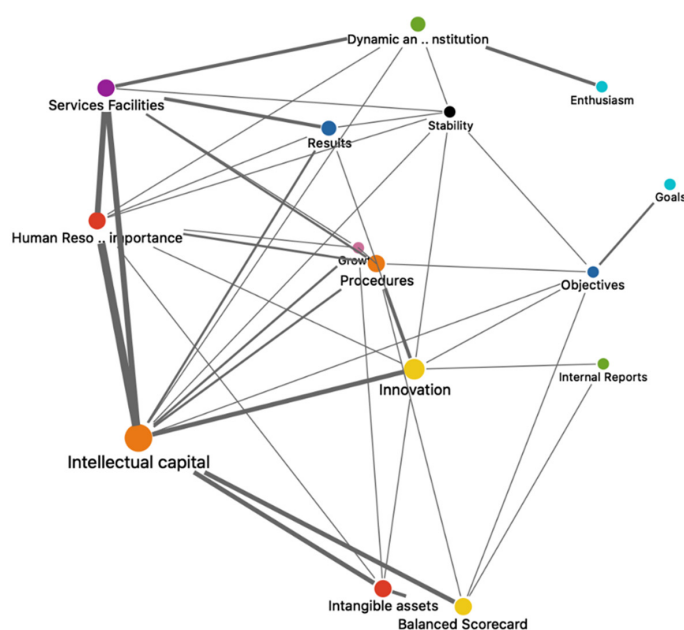 Dynamic an .. nstitution
Services Facilities
Enthusiasm
Stability
Results
Goals
Human Reso .. importance
Procedures
Objectives
Internal Reports
Innovation
Intellectual capital
Intangible assets
Balanced Scorecard